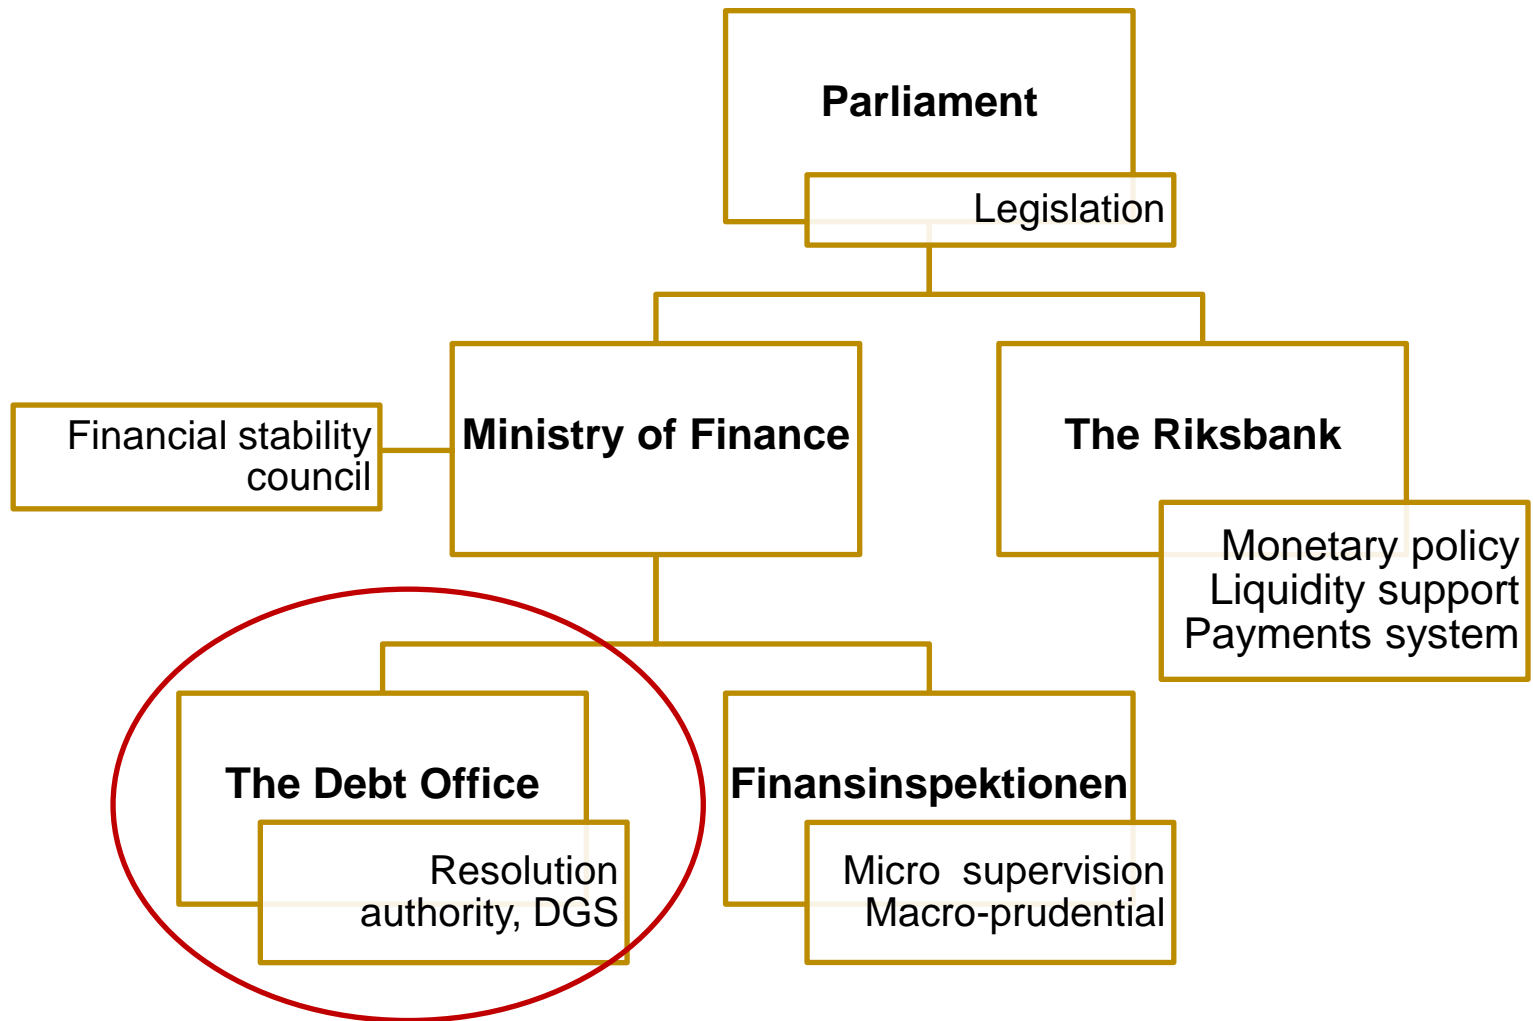 Parliament
Legislation
Financial stability
council
Ministry of Finance
The Riksbank
Monetary policy
Liquidity support
Payments system
The Debt Office
Resolution
authority, DGS
Finansinspektionen
Micro  supervision
Macro-prudential